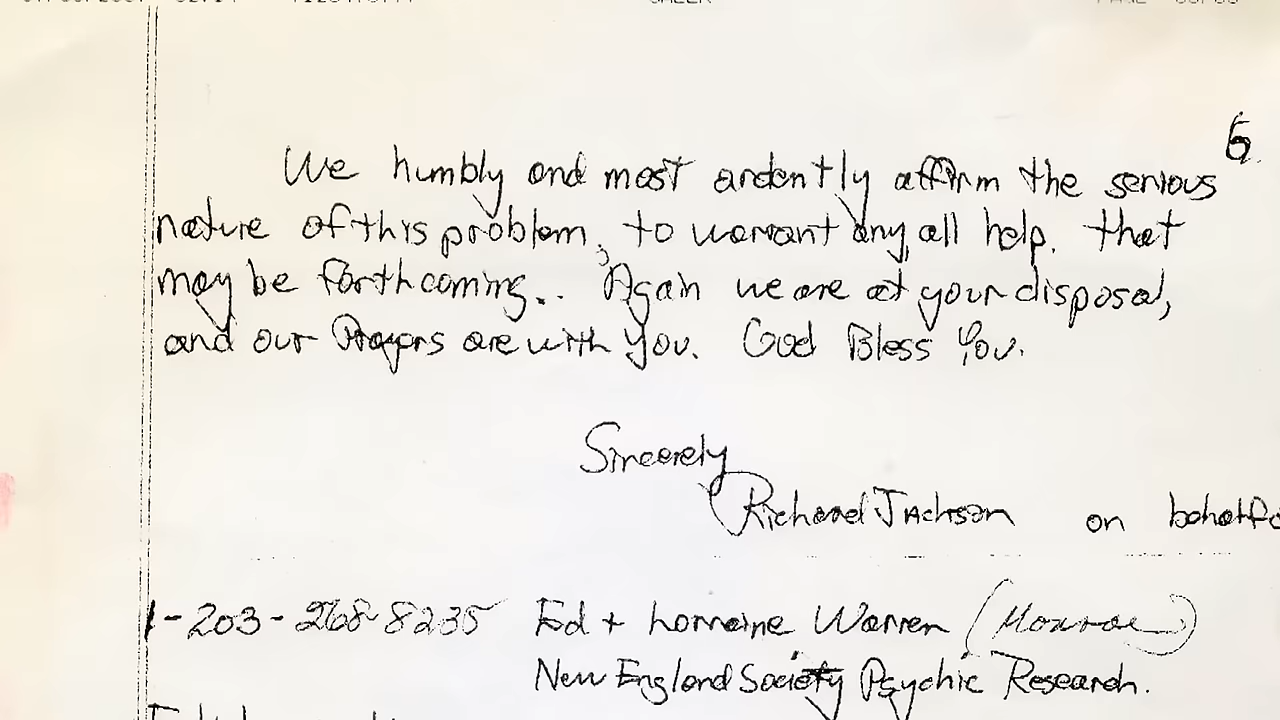 6
We humbly and most ardently affirm the serious
nature of this problem, to warrant any, all help, that
may be forthcoming... Again we are at your disposal,
and our Prayers are with You. God Bless You.
Sincerely
Richard Jackson on behalf o
1-203-268-8235 Ed + Lorraine Warren (Monroe)
New England Society Psychic Research.